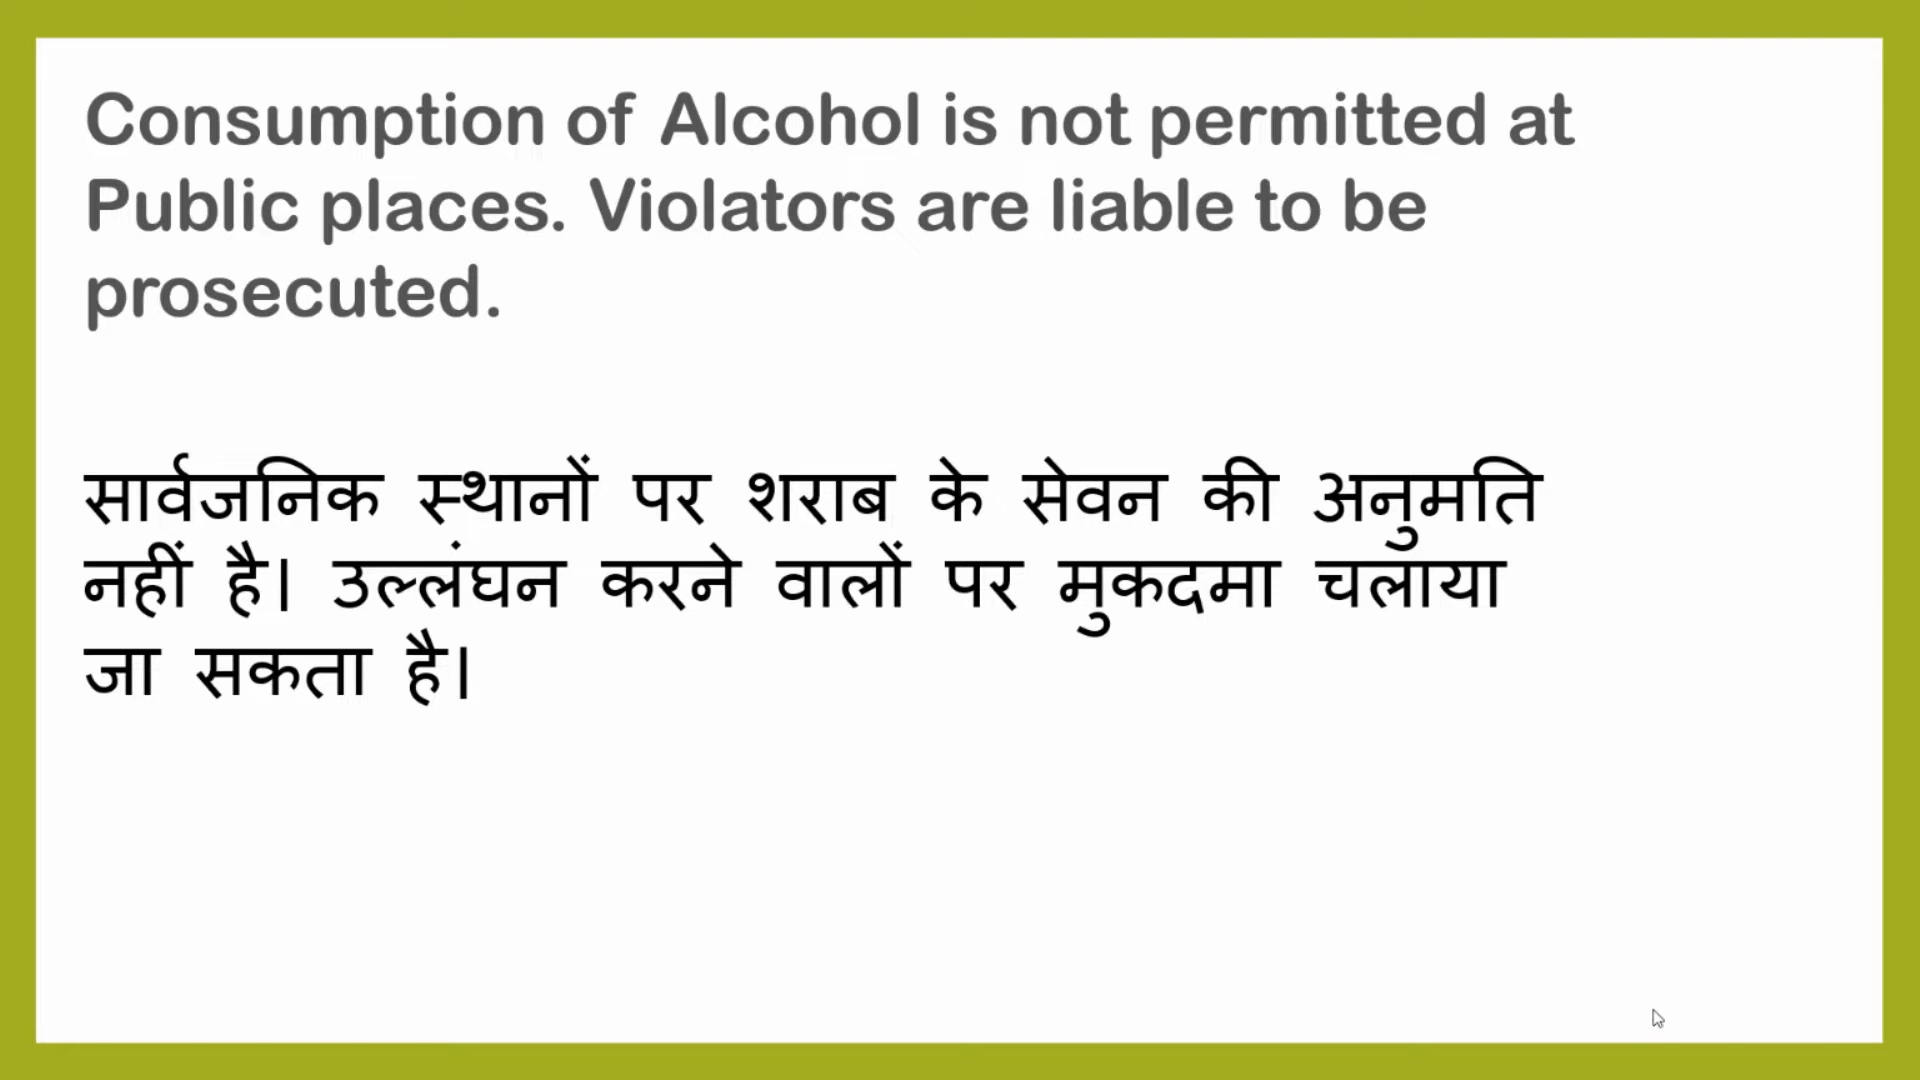 Consumption of Alcohol is not permitted at
Public places. Violators are liable to be
prosecuted.
सार्वजनिक स्थानों पर शराब के सेवन की अनुमति
नहीं है। उल्लंघन करने वालों पर मुकदमा चलाया
जा सकता है।